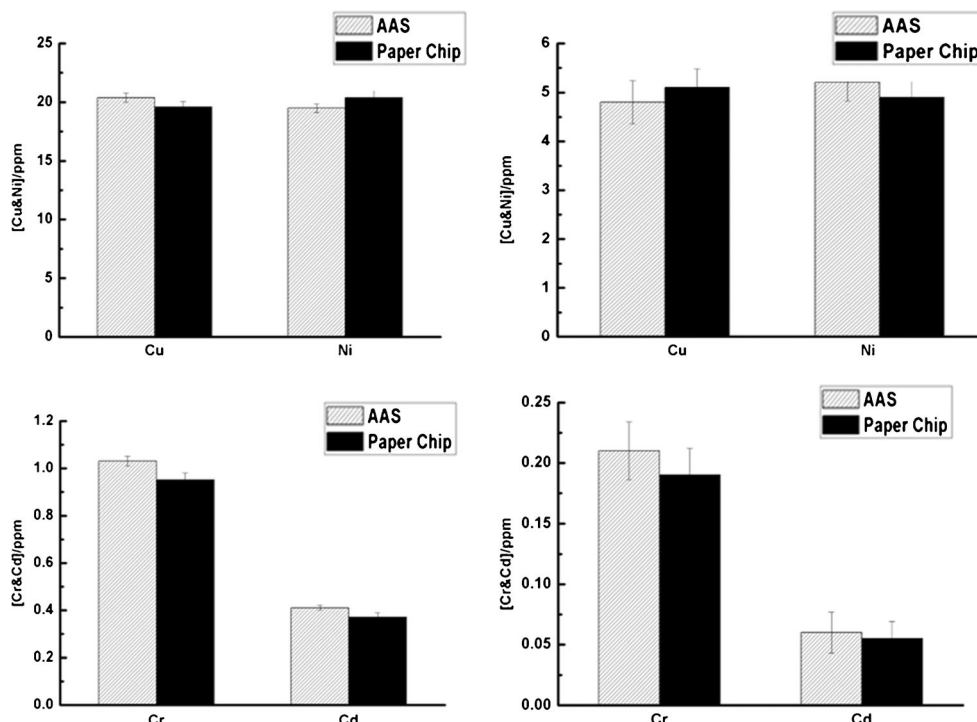 AAS
Paper Chip
25
20
15
10
5
0
[Cu&Ni]/ppm
Cu Ni
AAS
Paper Chip
6
5
4
3
2
1
0
[Cu&Ni]/ppm
Cu Ni
AAS
Paper Chip
1.2
1.0
0.8
0.6
0.4
0.2
0.0
[Cr&Cd]/ppm
Cr Cd
AAS
Paper Chip
0.25
0.20
0.15
0.10
0.05
0.00
[Cr&Cd]/ppm
Cr Cd